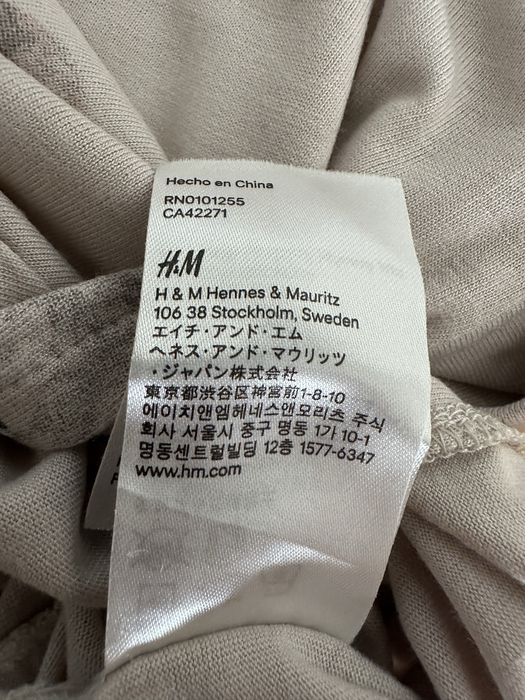 Hecho en China
RN0101255
CA42271
H&M
H & M Hennes & Mauritz
106 38 Stockholm, Sweden
エイチ・アンド・エム
ヘネス・アンド・マウリッツ
・ジャパン株式会社
東京都渋谷区神宮前1-8-10
에이치앤엠헤네스앤모리츠 주식
회사 서울시 중구 명동 1가 10-1
명동센트럴빌딩 12층 1577-6347
www.hm.com